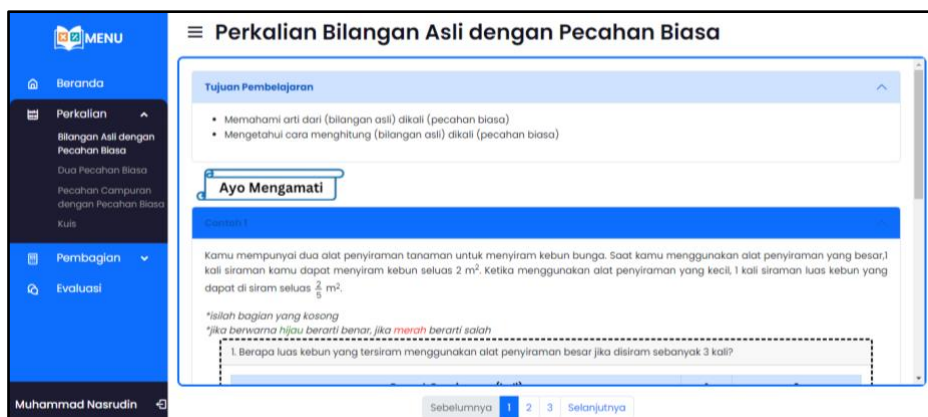 MENU
Beranda
Perkalian
Bilangan Asli dengan
Pecahan Biasa
Dua Pecahan Biasa
Pecahan Campuran
dengan Pecahan Biasa
Kuis
Pembagian
Evaluasi
Muhammad Nasrudin
Perkalian Bilangan Asli dengan Pecahan Biasa
Tujuan Pembelajaran
• Memahami arti dari (bilangan asli) dikali (pecahan biasa)
• Mengetahui cara menghitung (bilangan asli) dikali (pecahan biasa)
Ayo Mengamati
Contoh 1
Kamu mempunyai dua alat penyiraman tanaman untuk menyiram kebun bunga. Saat kamu menggunakan alat penyiraman yang besar,1
kali siraman kamu dapat menyiram kebun seluas 2 m². Ketika menggunakan alat penyiraman yang kecil, 1 kali siraman luas kebun yang
dapat di siram seluas 2/5 m².
*isilah bagian yang kosong
*jika berwarna hijau berarti benar, jika merah berarti salah
1. Berapa luas kebun yang tersiram menggunakan alat penyiraman besar jika disiram sebanyak 3 kali?
Sebelumnya 1 2 3 Selanjutnya